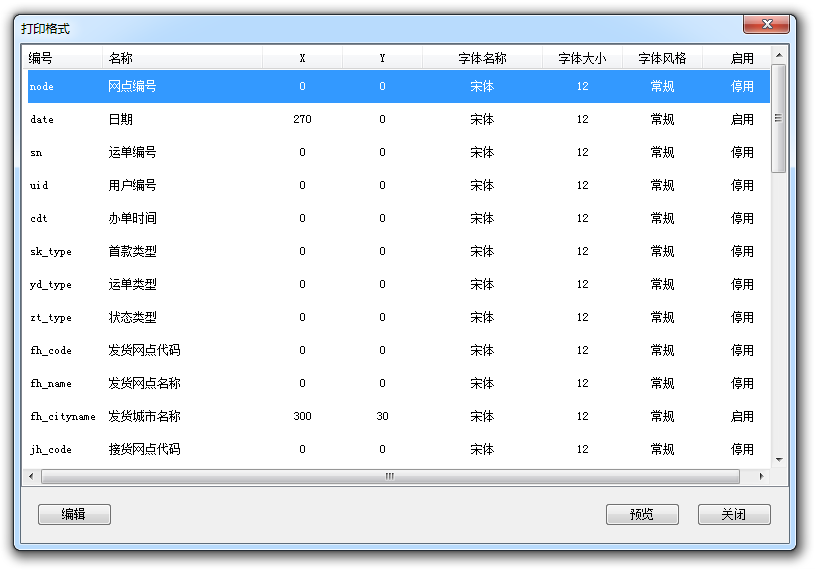 打印格式
编号 名称 X Y 字体名称 字体大小 字体风格 启用
node 网点编号 0 0 宋体 12 常规 停用
date 日期 270 0 宋体 12 常规 启用
sn 运单编号 0 0 宋体 12 常规 停用
uid 用户编号 0 0 宋体 12 常规 停用
cdt 办单时间 0 0 宋体 12 常规 停用
sk_type 首款类型 0 0 宋体 12 常规 停用
yd_type 运单类型 0 0 宋体 12 常规 停用
zt_type 状态类型 0 0 宋体 12 常规 停用
fh_code 发货网点代码 0 0 宋体 12 常规 停用
fh_name 发货网点名称 0 0 宋体 12 常规 停用
fh_cityname 发货城市名称 300 30 宋体 12 常规 启用
jh_code 接货网点代码 0 0 宋体 12 常规 停用
编辑 预览 关闭